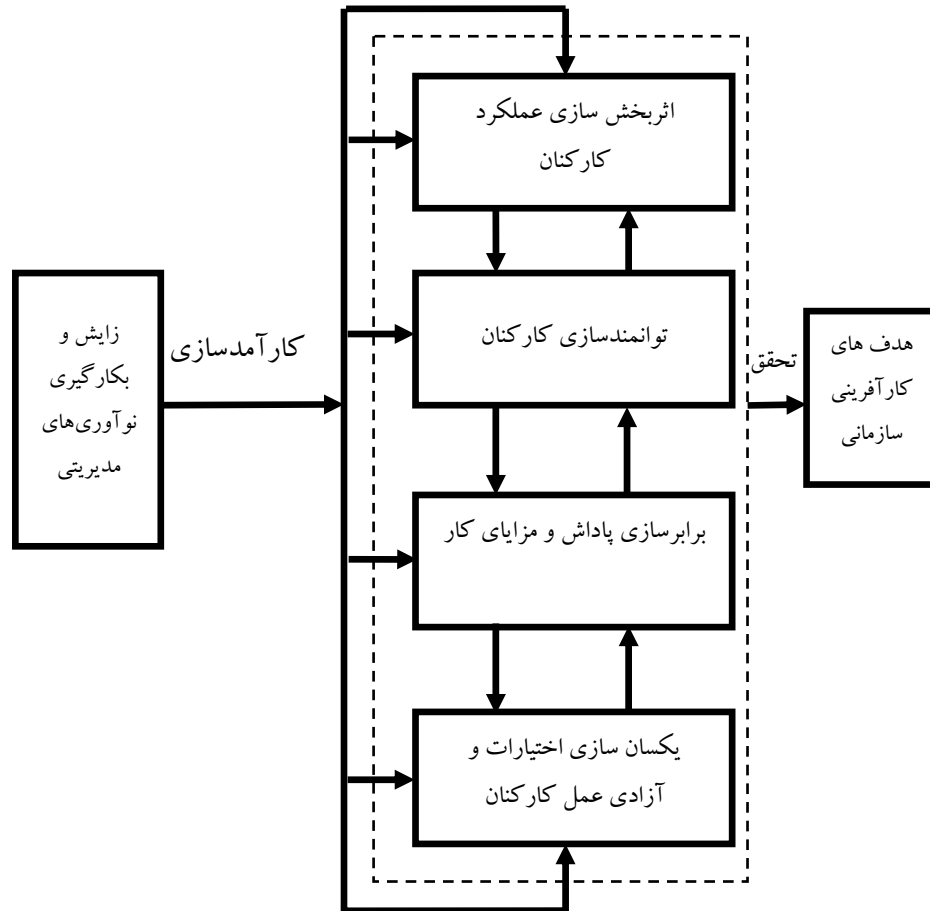 اثربخش سازی عملکرد
کارکنان
زایش و
بکارگیری
نوآوری‌های
مدیریتی
کارآمدسازی
توانمندسازی کارکنان
تحقق
هدف های
کارآفرینی
سازمانی
برابرسازی پاداش و مزایای کار
یکسان سازی اختیارات و
آزادی عمل کارکنان